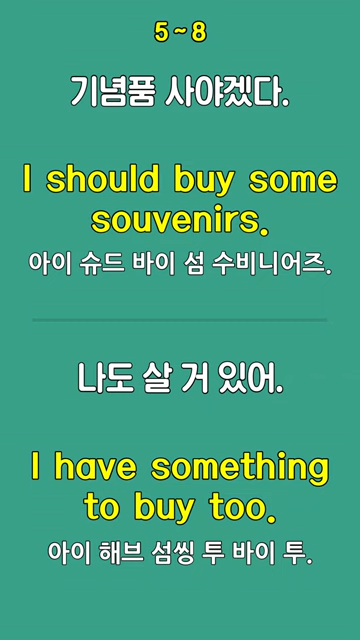 5~8
기념품 사야겠다.
I should buy some
souvenirs.
아이 슈드 바이 섬 수비니어즈.
나도 살 거 있어.
I have something
to buy too.
아이 해브 섬씽 투 바이 투.